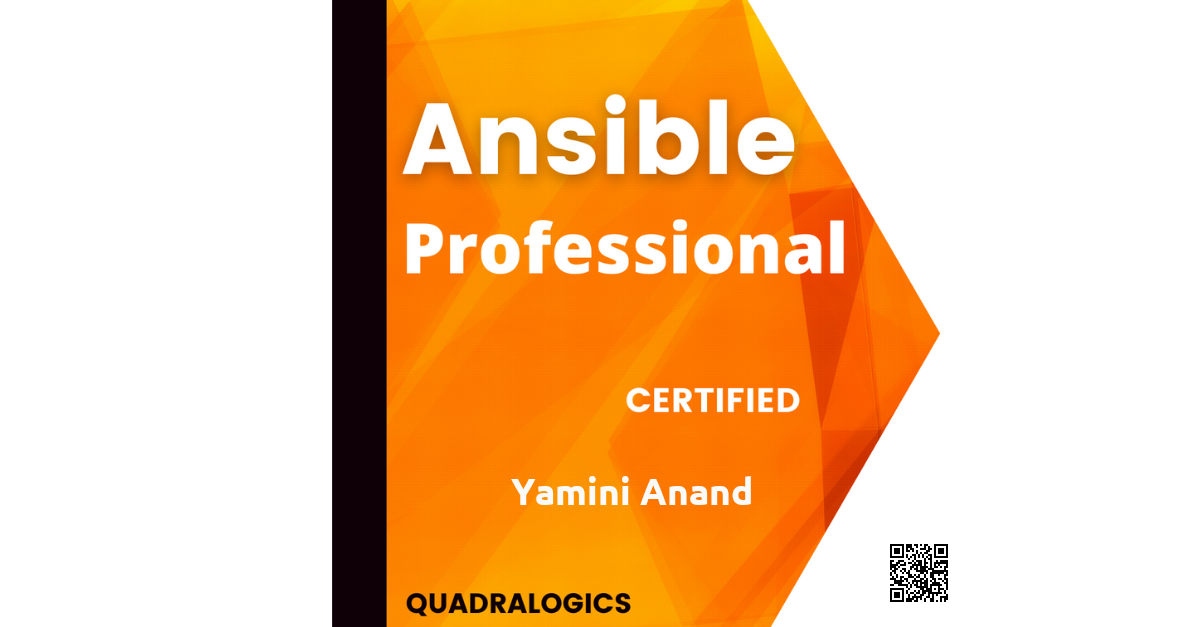 Ansible
Professional
CERTIFIED
Yamini Anand
QUADRALOGICS